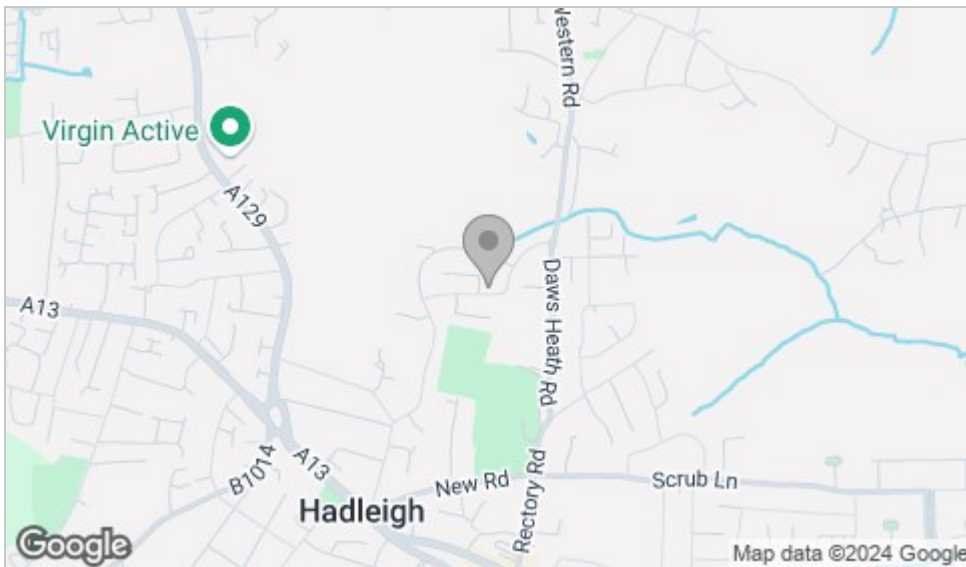 Western Rd
Virgin Active
A129
Daws Heath Rd
A13
B1014
A13
New Rd
Scrub Ln
Hadleigh
Rectory Rd
Google
Map data ©2024 Google